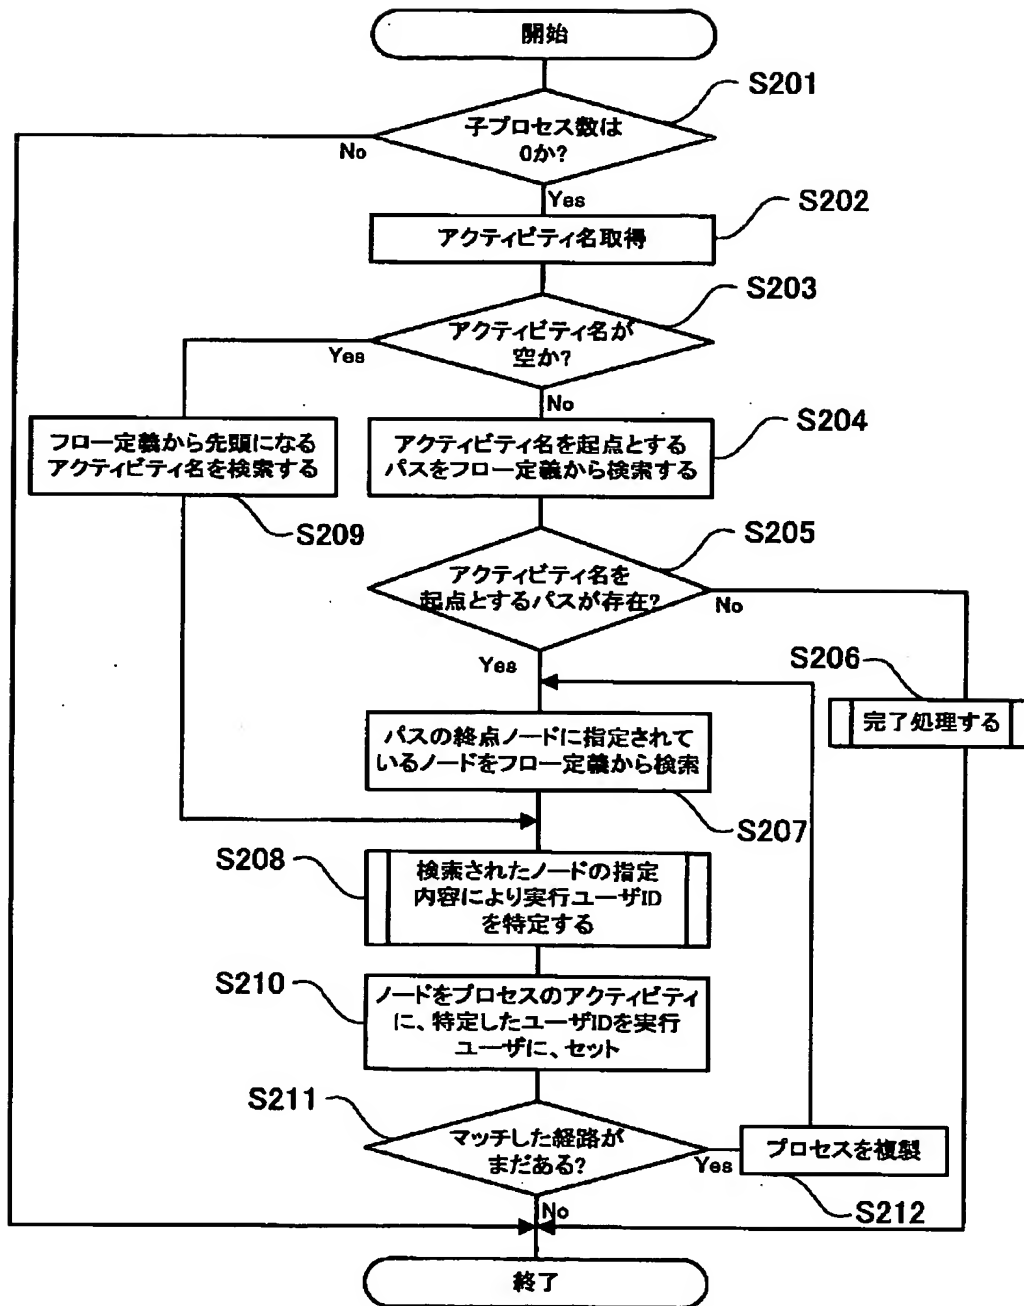 開始
S201
子プロセス数は
0か?
No
Yes
S202
アクティビティ名取得
S203
アクティビティ名が
空か?
Yes
No
S204
フロー定義から先頭になる
アクティビティ名を検索する
アクティビティ名を起点とする
パスをフロー定義から検索する
S209
S205
アクティビティ名を
起点とするパスが存在?
No
Yes
S206
完了処理する
パスの終点ノードに指定されて
いるノードをフロー定義から検索
S207
S208
検索されたノードの指定
内容により実行ユーザID
を特定する
S210
ノードをプロセスのアクティビティ
に、特定したユーザIDを実行
ユーザに、セット
S211
マッチした経路が
まだある?
Yes
プロセスを複製
No
S212
終了